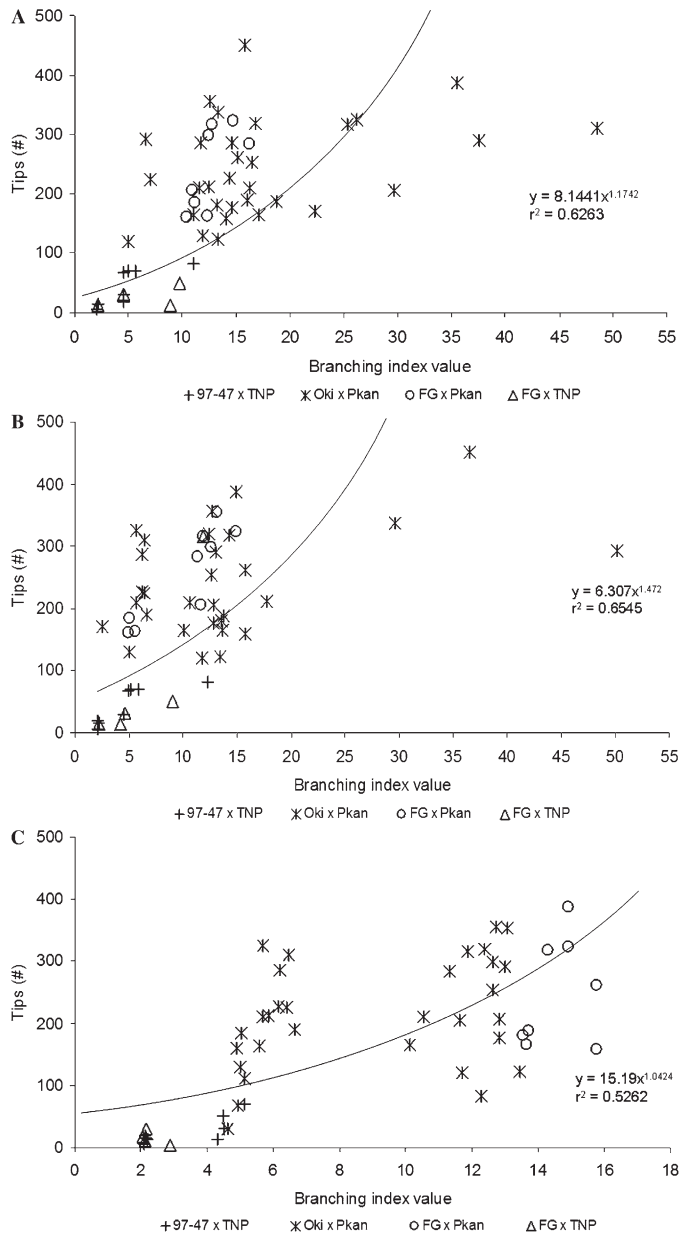 A
500
400
300
200
100
0
Tips (#)
y = 8.1441x^1.1742
r² = 0.6263
0 5 10 15 20 25 30 35 40 45 50 55
Branching index value
97-47 x TNP Oki x Pkan FG x Pkan FG x TNP
B
500
400
300
200
100
0
Tips (#)
y = 6.307x^1.472
r² = 0.6545
0 5 10 15 20 25 30 35 40 45 50 55
Branching index value
97-47 x TNP Oki x Pkan FG x Pkan FG x TNP
C
500
400
300
200
100
0
Tips (#)
y = 15.19x^1.0424
r² = 0.5262
0 2 4 6 8 10 12 14 16 18
Branching index value
97-47 x TNP Oki x Pkan FG x Pkan FG x TNP